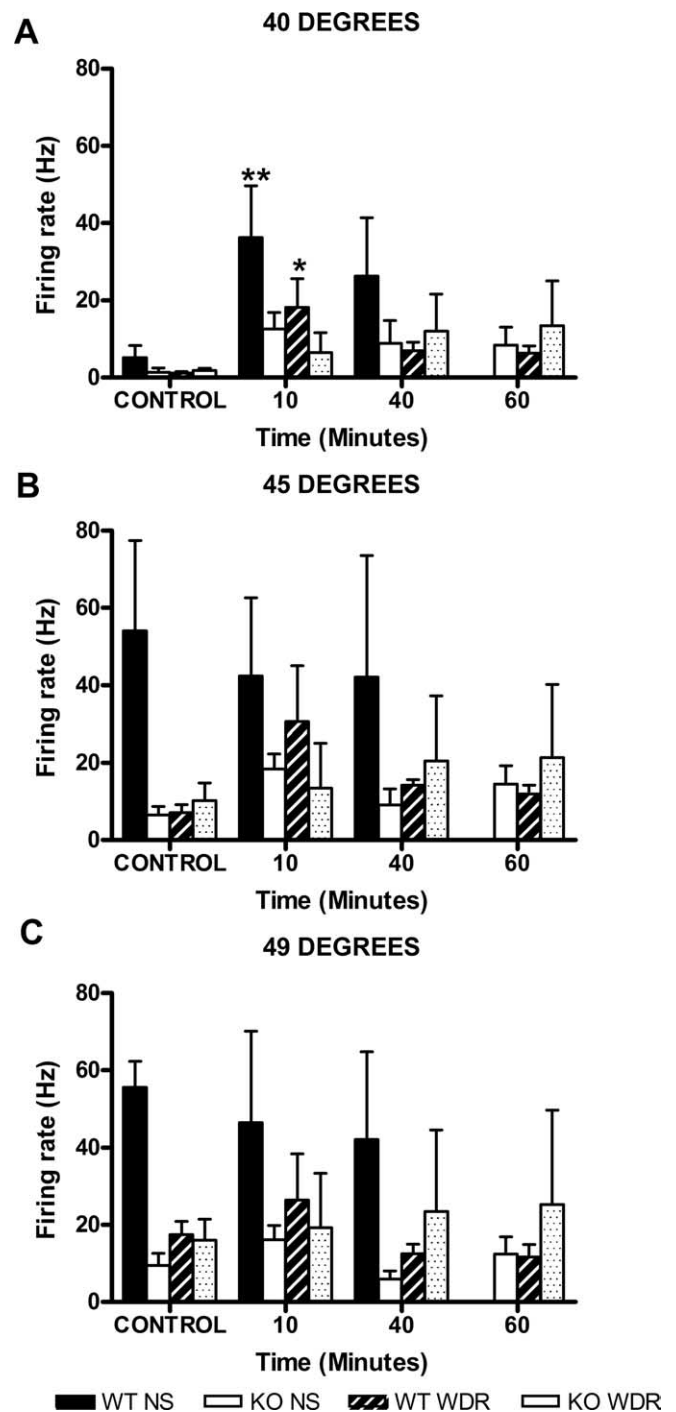 A
40 DEGREES
80
60
40
20
0
Firing rate (Hz)
**
*
CONTROL 10 40 60
Time (Minutes)
B
45 DEGREES
80
60
40
20
0
Firing rate (Hz)
CONTROL 10 40 60
Time (Minutes)
C
49 DEGREES
80
60
40
20
0
Firing rate (Hz)
CONTROL 10 40 60
Time (Minutes)
WT NS KO NS WT WDR KO WDR